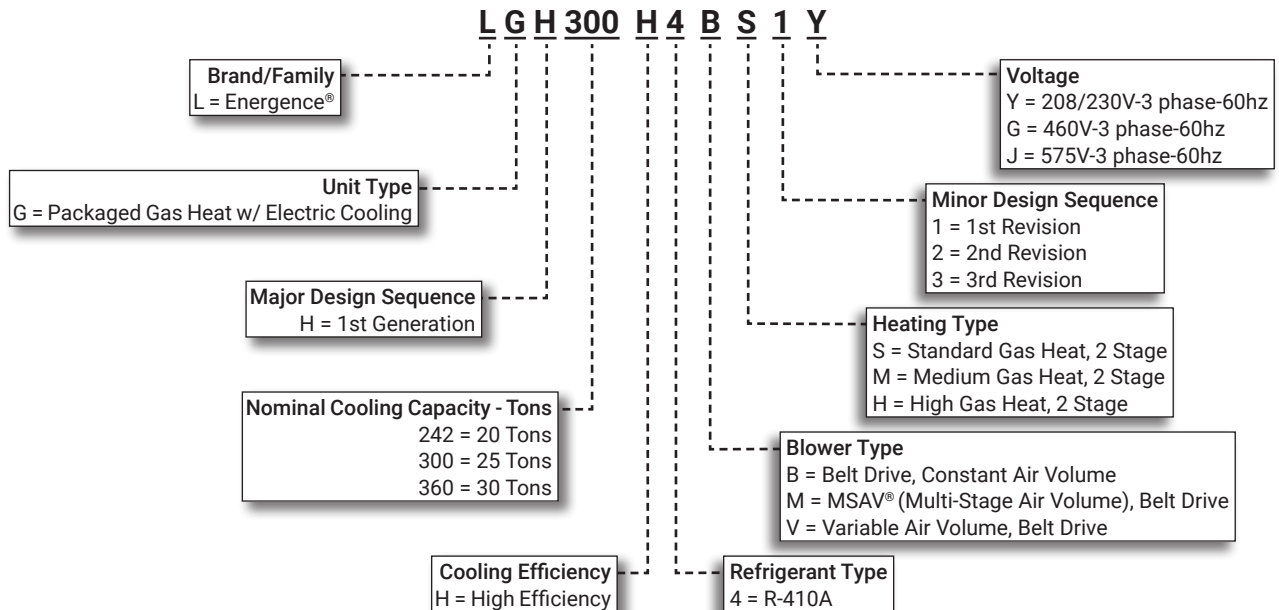 L G H 300 H 4 B S 1 Y
Brand/Family
L = Energence®
Unit Type
G = Packaged Gas Heat w/ Electric Cooling
Major Design Sequence
H = 1st Generation
Nominal Cooling Capacity - Tons
242 = 20 Tons
300 = 25 Tons
360 = 30 Tons
Cooling Efficiency
H = High Efficiency
Refrigerant Type
4 = R-410A
Blower Type
B = Belt Drive, Constant Air Volume
M = MSAV® (Multi-Stage Air Volume), Belt Drive
V = Variable Air Volume, Belt Drive
Heating Type
S = Standard Gas Heat, 2 Stage
M = Medium Gas Heat, 2 Stage
H = High Gas Heat, 2 Stage
Minor Design Sequence
1 = 1st Revision
2 = 2nd Revision
3 = 3rd Revision
Voltage
Y = 208/230V-3 phase-60hz
G = 460V-3 phase-60hz
J = 575V-3 phase-60hz